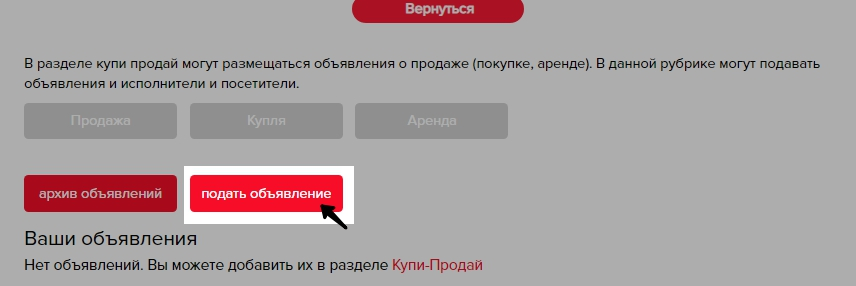 Вернуться
В разделе купи продай могут размещаться объявления о продаже (покупке, аренде). В данной рубрике могут подавать
объявления и исполнители и посетители.
Продажа Купля Аренда
архив объявлений подать объявление
Ваши объявления
Нет объявлений. Вы можете добавить их в разделе Купи-Продай